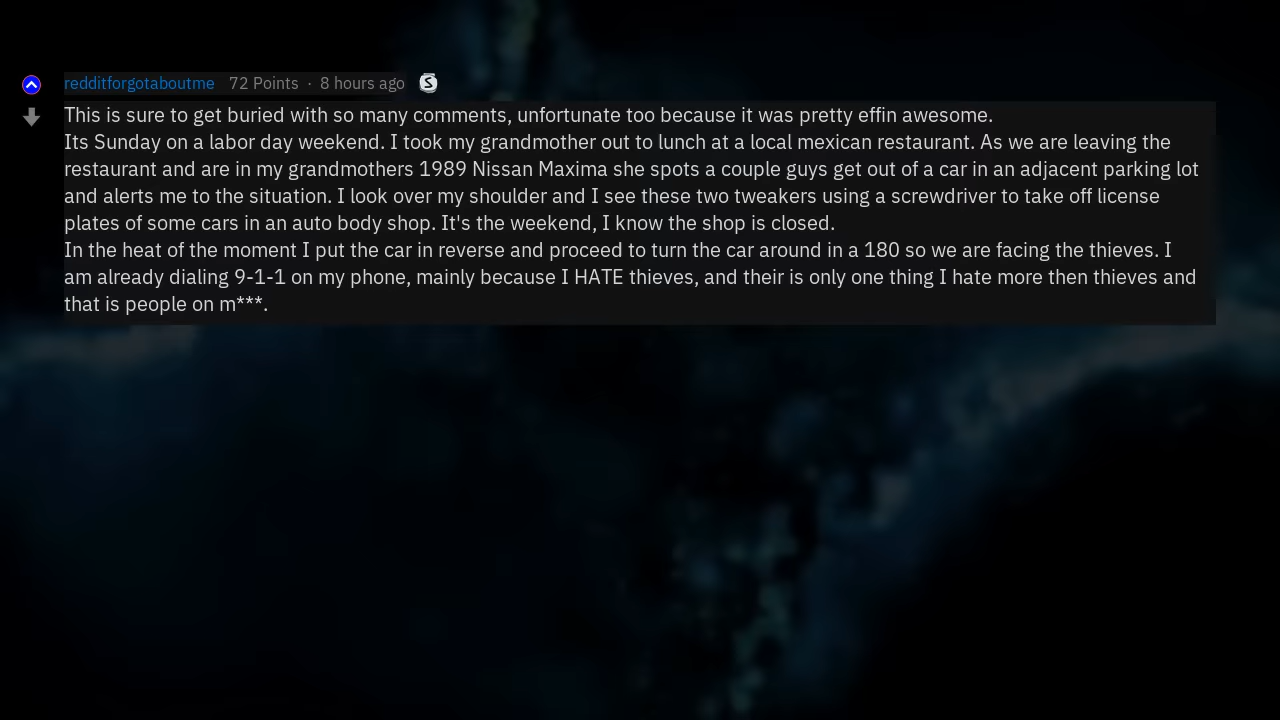 redditforgotaboutme 72 Points · 8 hours ago S
This is sure to get buried with so many comments, unfortunate too because it was pretty effin awesome.
Its Sunday on a labor day weekend. I took my grandmother out to lunch at a local mexican restaurant. As we are leaving the
restaurant and are in my grandmothers 1989 Nissan Maxima she spots a couple guys get out of a car in an adjacent parking lot
and alerts me to the situation. I look over my shoulder and I see these two tweakers using a screwdriver to take off license
plates of some cars in an auto body shop. It's the weekend, I know the shop is closed.
In the heat of the moment I put the car in reverse and proceed to turn the car around in a 180 so we are facing the thieves. I
am already dialing 9-1-1 on my phone, mainly because I HATE thieves, and their is only one thing I hate more then thieves and
that is people on m***.